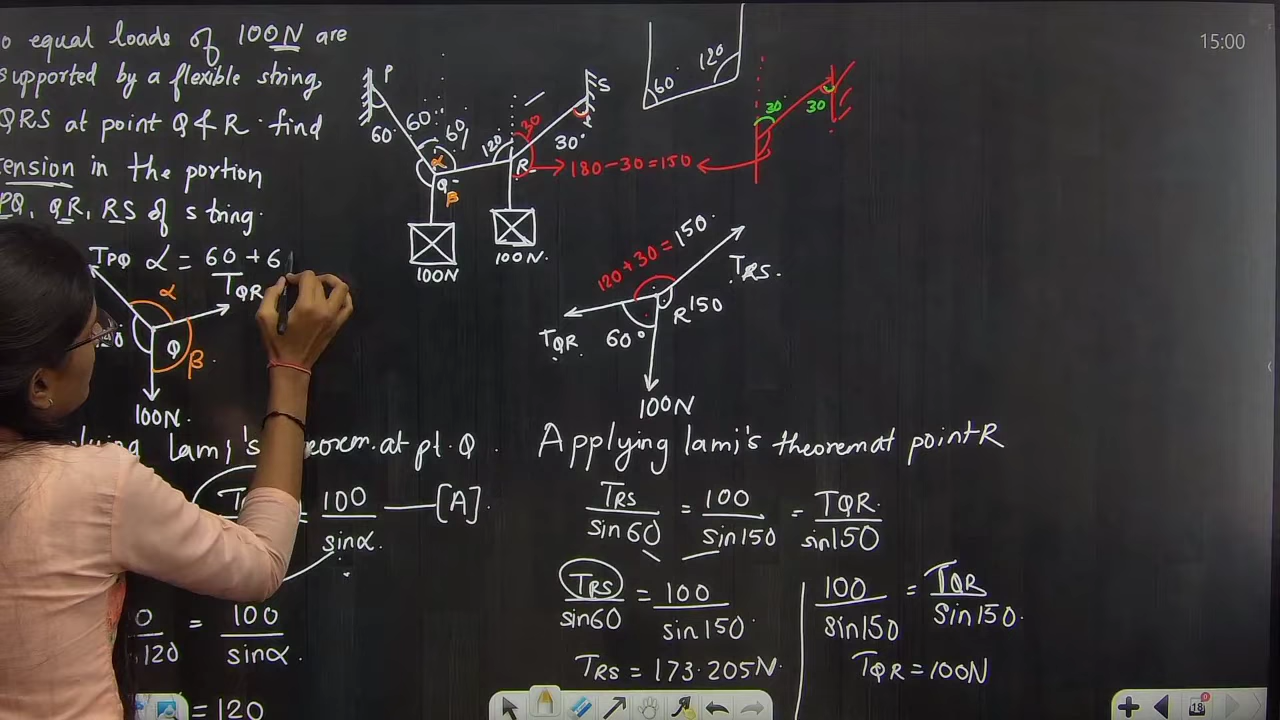 o equal loads of 100N are
supported by a flexible string
QRS at point Q & R. find
ension in the portion
PQ, QR, RS of string.
P
S
60°
60°
60
α
Q
β
120
R
30
30°
100N
100N.
180-30=150
60°
120°
30°
30
15:00
TPQ
α = 60 + 6
TQR
α
Q
β
100N.
120+30=150°
TRS.
TQR
60°
R
150
100N
lying lami's theorem.at pt.Q.
= 100/sinα — [A].
120 = 100/sinα.
= 120
Applying lami's theorem at point R
TRS/sin60 = 100/sin150 = TQR/sin150
TRS/sin60 = 100/sin150
TRS = 173.205N.
100/sin150 = TQR/Sin150.
TQR = 100N
18